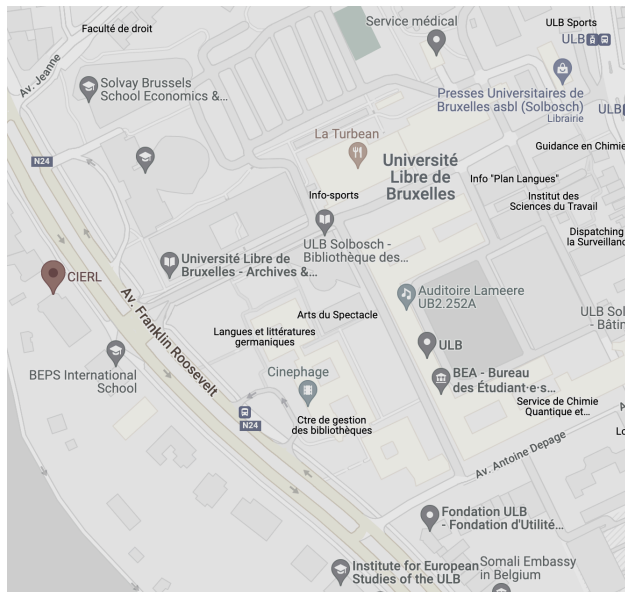 Service médical
ULB Sports
ULB
Faculté de droit
Av. Jeanne
Solvay Brussels
School Economics &...
Presses Universitaires de
Bruxelles asbl (Solbosch)
Librairie
ULB
La Turbean
Guidance en Chimie
N24
Université
Libre de
Bruxelles
Info "Plan Langues"
Info-sports
Institut des
Sciences du Travail
Dispatching
la Surveillanc
ULB Solbosch -
Bibliothèque des...
Université Libre de
Bruxelles - Archives &...
CIERL
Av. Franklin Roosevelt
Auditoire Lameere
UB2.252A
Arts du Spectacle
ULB Sol
- Bâtin
Langues et littératures
germaniques
ULB
BEPS International
School
Cinephage
BEA - Bureau
des Étudiant·e·s...
Service de Chimie
Quantique et...
N24
Ctre de gestion
des bibliothèques
Av. Antoine Depage
Fondation ULB
- Fondation d'Utilité...
Institute for European
Studies of the ULB
Somali Embassy
in Belgium